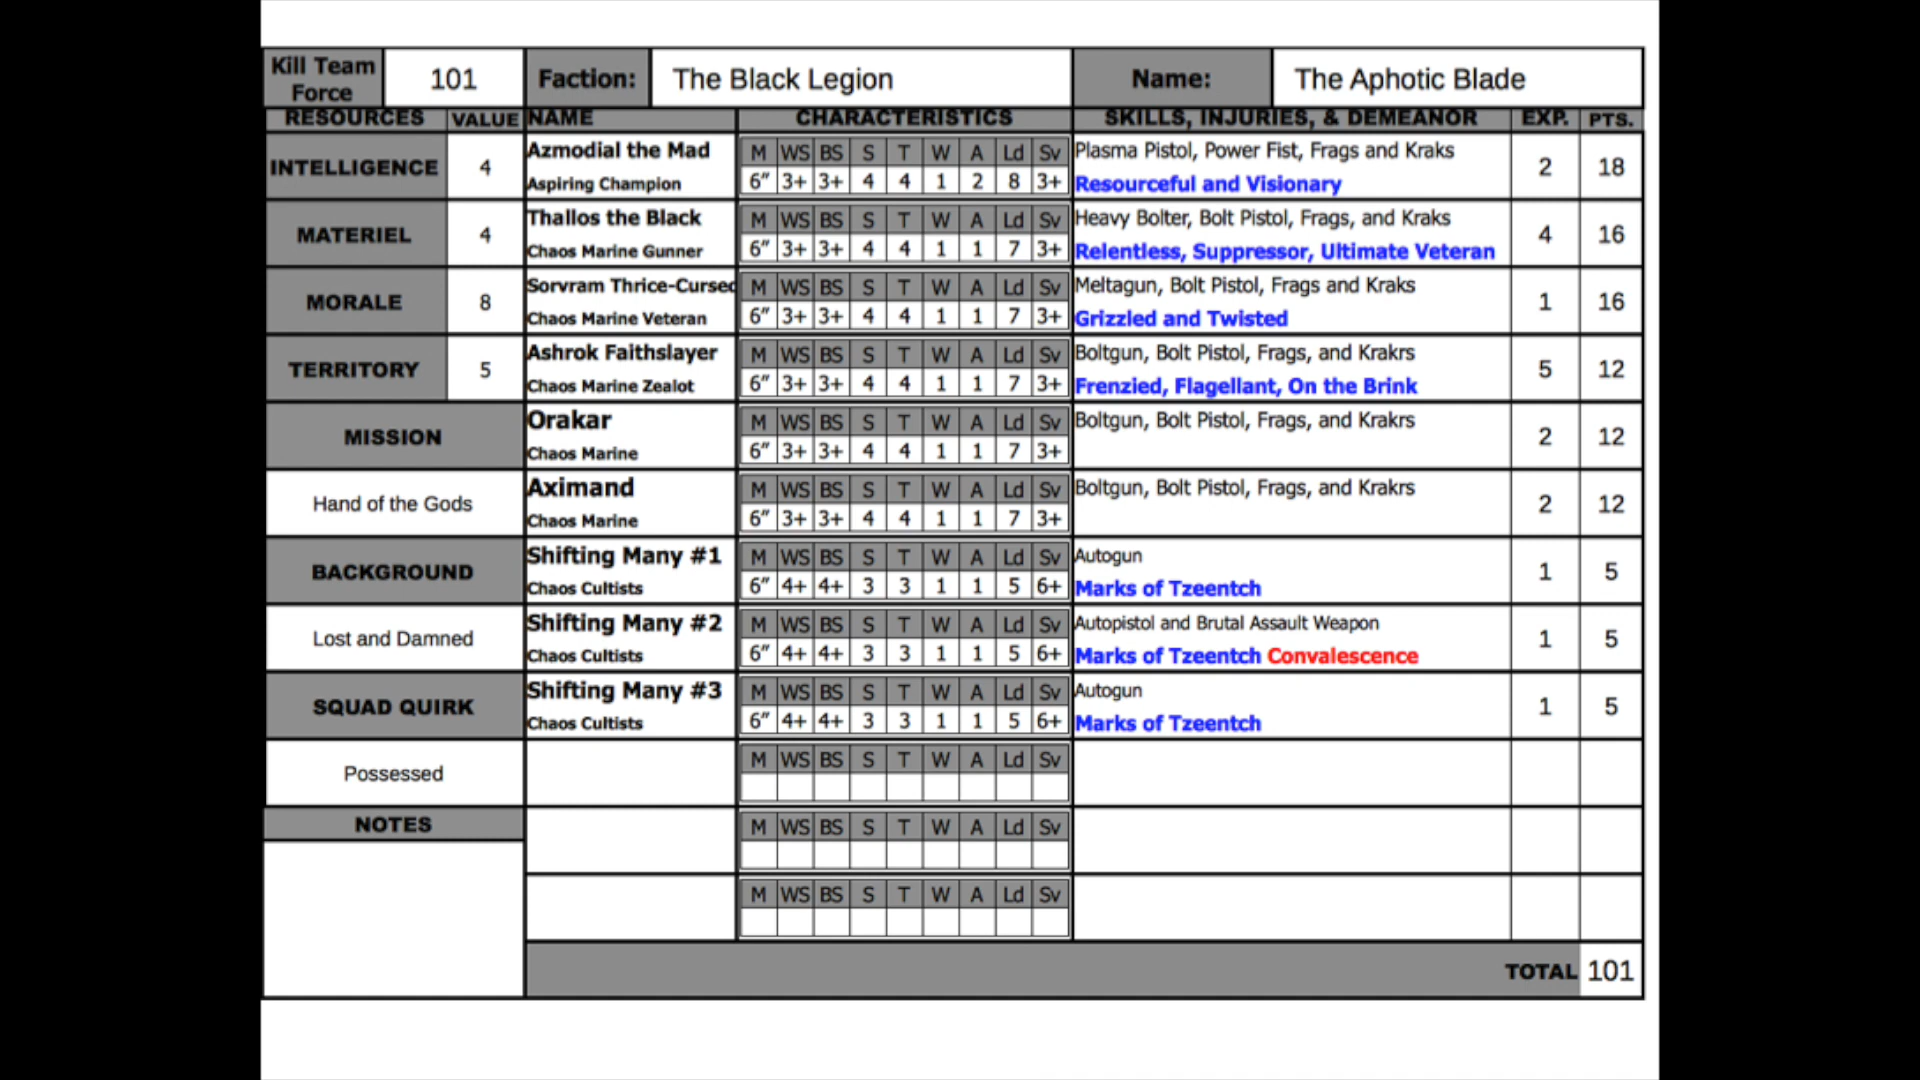 Kill Team Force 101 Faction: The Black Legion Name: The Aphotic Blade
RESOURCES VALUE NAME CHARACTERISTICS SKILLS, INJURIES, & DEMEANOR EXP. PTS.
INTELLIGENCE 4 Azmodial the Mad M WS BS S T W A Ld Sv Plasma Pistol, Power Fist, Frags and Kraks 2 18
Aspiring Champion 6″ 3+ 3+ 4 4 1 2 8 3+ Resourceful and Visionary
MATERIEL 4 Thallos the Black M WS BS S T W A Ld Sv Heavy Bolter, Bolt Pistol, Frags, and Kraks 4 16
Chaos Marine Gunner 6″ 3+ 3+ 4 4 1 1 7 3+ Relentless, Suppressor, Ultimate Veteran
MORALE 8 Sorvram Thrice-Cursed M WS BS S T W A Ld Sv Meltagun, Bolt Pistol, Frags and Kraks 1 16
Chaos Marine Veteran 6″ 3+ 3+ 4 4 1 1 7 3+ Grizzled and Twisted
TERRITORY 5 Ashrok Faithslayer M WS BS S T W A Ld Sv Boltgun, Bolt Pistol, Frags, and Krakrs 5 12
Chaos Marine Zealot 6″ 3+ 3+ 4 4 1 1 7 3+ Frenzied, Flagellant, On the Brink
MISSION Orakar M WS BS S T W A Ld Sv Boltgun, Bolt Pistol, Frags, and Krakrs 2 12
Chaos Marine 6″ 3+ 3+ 4 4 1 1 7 3+
Hand of the Gods Aximand M WS BS S T W A Ld Sv Boltgun, Bolt Pistol, Frags, and Krakrs 2 12
Chaos Marine 6″ 3+ 3+ 4 4 1 1 7 3+
BACKGROUND Shifting Many #1 M WS BS S T W A Ld Sv Autogun 1 5
Chaos Cultists 6″ 4+ 4+ 3 3 1 1 5 6+ Marks of Tzeentch
Lost and Damned Shifting Many #2 M WS BS S T W A Ld Sv Autopistol and Brutal Assault Weapon 1 5
Chaos Cultists 6″ 4+ 4+ 3 3 1 1 5 6+ Marks of Tzeentch Convalescence
SQUAD QUIRK Shifting Many #3 M WS BS S T W A Ld Sv Autogun 1 5
Chaos Cultists 6″ 4+ 4+ 3 3 1 1 5 6+ Marks of Tzeentch
Possessed M WS BS S T W A Ld Sv
NOTES M WS BS S T W A Ld Sv
M WS BS S T W A Ld Sv
TOTAL 101